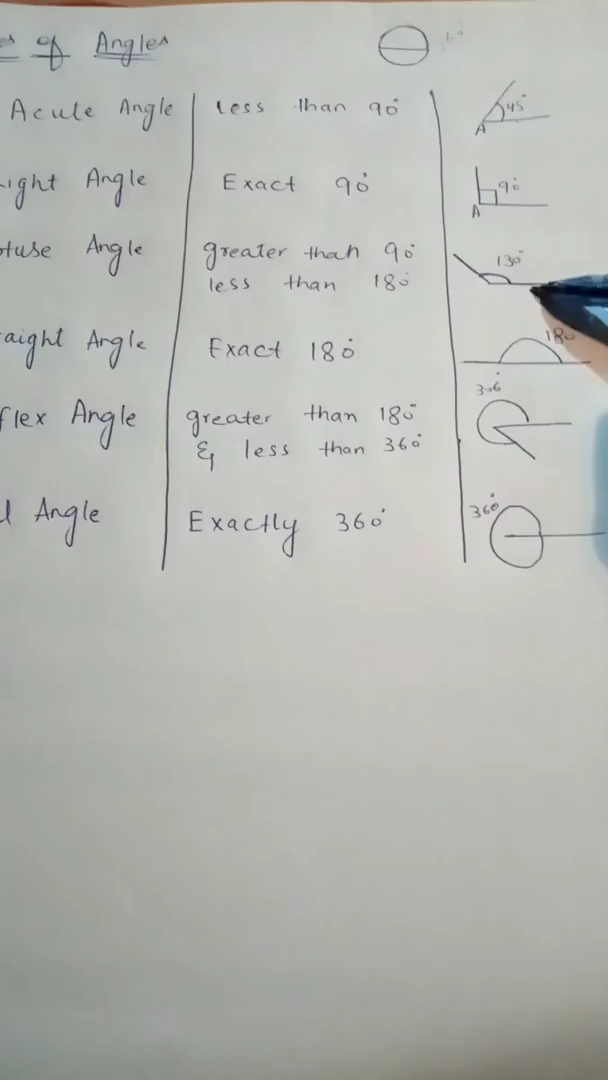 of Angles
Acute Angle less than 90°
45°
A
Angle Exact 90°
90°
A
Angle greater than 90°
less than 180°
130°
Angle Exact 180°
180
Angle greater than 180°
& less than 360°
Angle Exactly 360°
360°